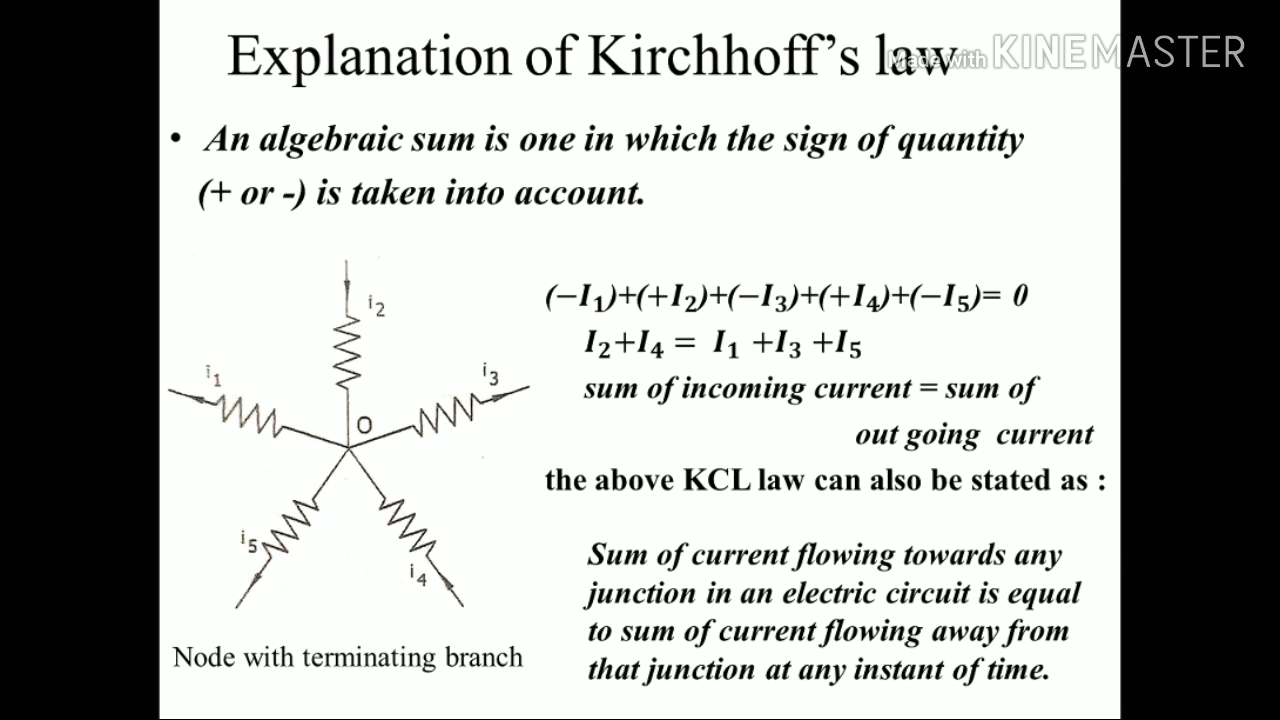 Explanation of Kirchhoff’s law
Made with KINEMASTER
• An algebraic sum is one in which the sign of quantity
(+ or -) is taken into account.
i₂
i₁
i₃
O
i₅
i₄
Node with terminating branch
(−I₁)+(+I₂)+(−I₃)+(+I₄)+(−I₅)= 0
I₂+I₄ = I₁ +I₃ +I₅
sum of incoming current = sum of
out going current
the above KCL law can also be stated as :
Sum of current flowing towards any
junction in an electric circuit is equal
to sum of current flowing away from
that junction at any instant of time.